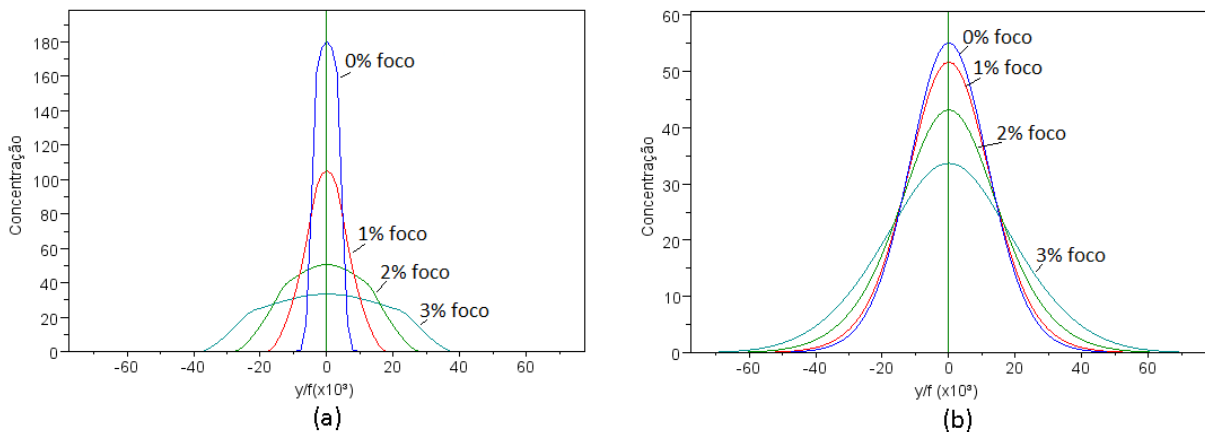 180
160
140
120
100
80
60
40
20
0
Concentração
0% foco
1% foco
2% foco
3% foco
-60
-40
-20
0
20
40
60
y/f(x10³)
(a)
60
50
40
30
20
10
0
Concentração
0% foco
1% foco
2% foco
3% foco
-60
-40
-20
0
20
40
60
y/f (x10³)
(b)